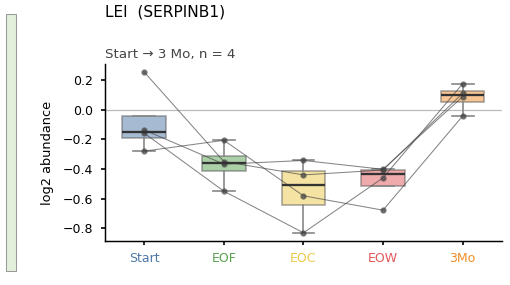 LEI  (SERPINB1)
Start → 3 Mo, n = 4
log2 abundance
0.2
0.0
−0.2
−0.4
−0.6
−0.8
Start EOF EOC EOW 3Mo